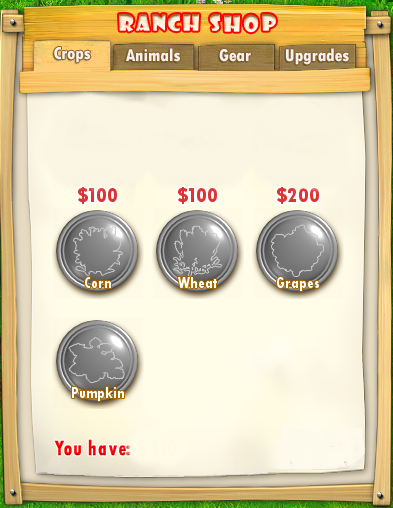 RANCH SHOP
Crops Animals Gear Upgrades
$100 $100 $200
Corn Wheat Grapes
Pumpkin
You have: